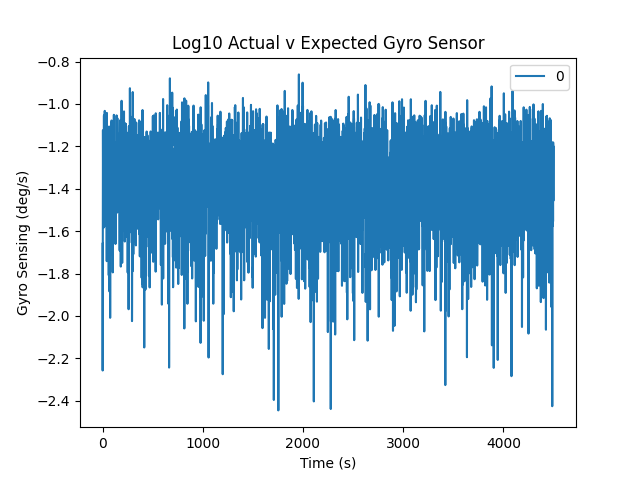 Log10 Actual v Expected Gyro Sensor
0
−0.8
−1.0
−1.2
−1.4
−1.6
−1.8
−2.0
−2.2
−2.4
Gyro Sensing (deg/s)
0 1000 2000 3000 4000
Time (s)